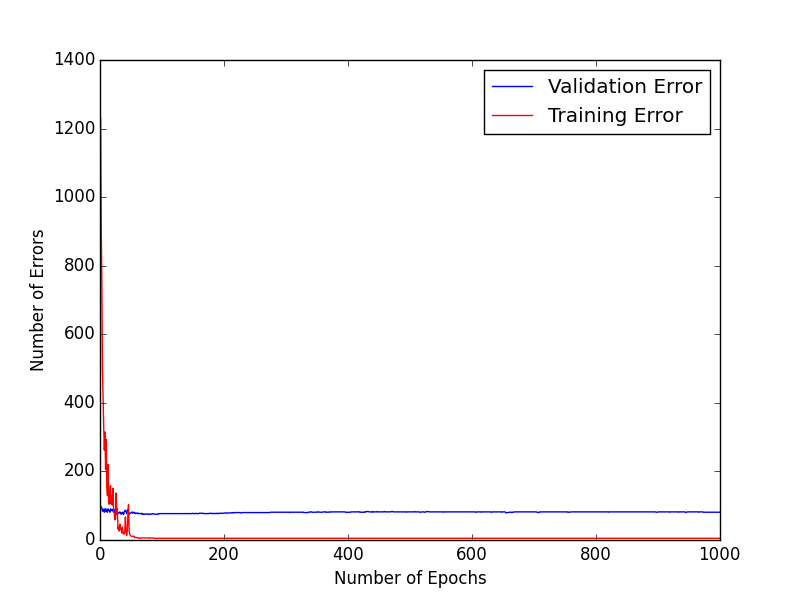 1400
1200
1000
800
600
400
200
0
Number of Errors
Validation Error
Training Error
0 200 400 600 800 1000
Number of Epochs